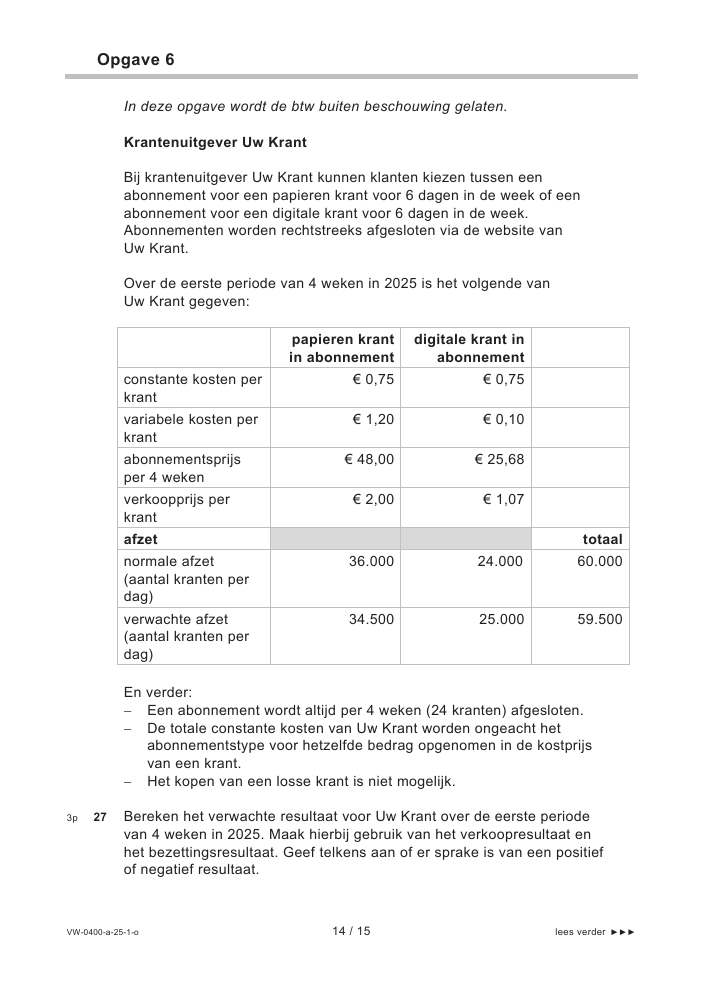 Opgave 6
In deze opgave wordt de btw buiten beschouwing gelaten.
Krantenuitgever Uw Krant
Bij krantenuitgever Uw Krant kunnen klanten kiezen tussen een
abonnement voor een papieren krant voor 6 dagen in de week of een
abonnement voor een digitale krant voor 6 dagen in de week.
Abonnementen worden rechtstreeks afgesloten via de website van
Uw Krant.
Over de eerste periode van 4 weken in 2025 is het volgende van
Uw Krant gegeven:
papieren krant digitale krant in
in abonnement abonnement
constante kosten per € 0,75 € 0,75
krant
variabele kosten per € 1,20 € 0,10
krant
abonnementsprijs € 48,00 € 25,68
per 4 weken
verkoopprijs per € 2,00 € 1,07
krant
afzet totaal
normale afzet 36.000 24.000 60.000
(aantal kranten per
dag)
verwachte afzet 34.500 25.000 59.500
(aantal kranten per
dag)
En verder:
– Een abonnement wordt altijd per 4 weken (24 kranten) afgesloten.
– De totale constante kosten van Uw Krant worden ongeacht het
abonnementstype voor hetzelfde bedrag opgenomen in de kostprijs
van een krant.
– Het kopen van een losse krant is niet mogelijk.
3p 27 Bereken het verwachte resultaat voor Uw Krant over de eerste periode
van 4 weken in 2025. Maak hierbij gebruik van het verkoopresultaat en
het bezettingsresultaat. Geef telkens aan of er sprake is van een positief
of negatief resultaat.
VW-0400-a-25-1-o 14 / 15 lees verder ►►►